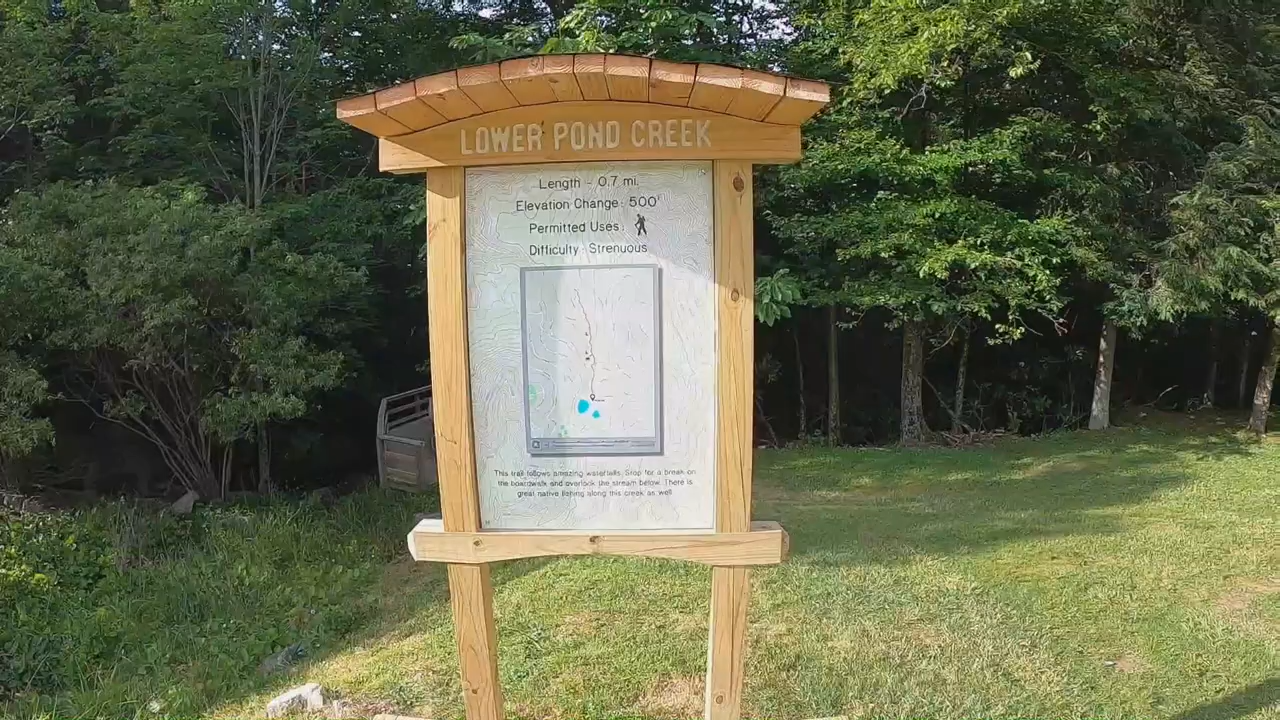 LOWER POND CREEK
Length - 0.7 mi.
Elevation Change: 500'
Permitted Uses:
Difficulty: Strenuous
This trail follows amazing waterfalls. Stop for a break on
the boardwalk and overlook the stream below. There is
great native fishing along this creek as well.